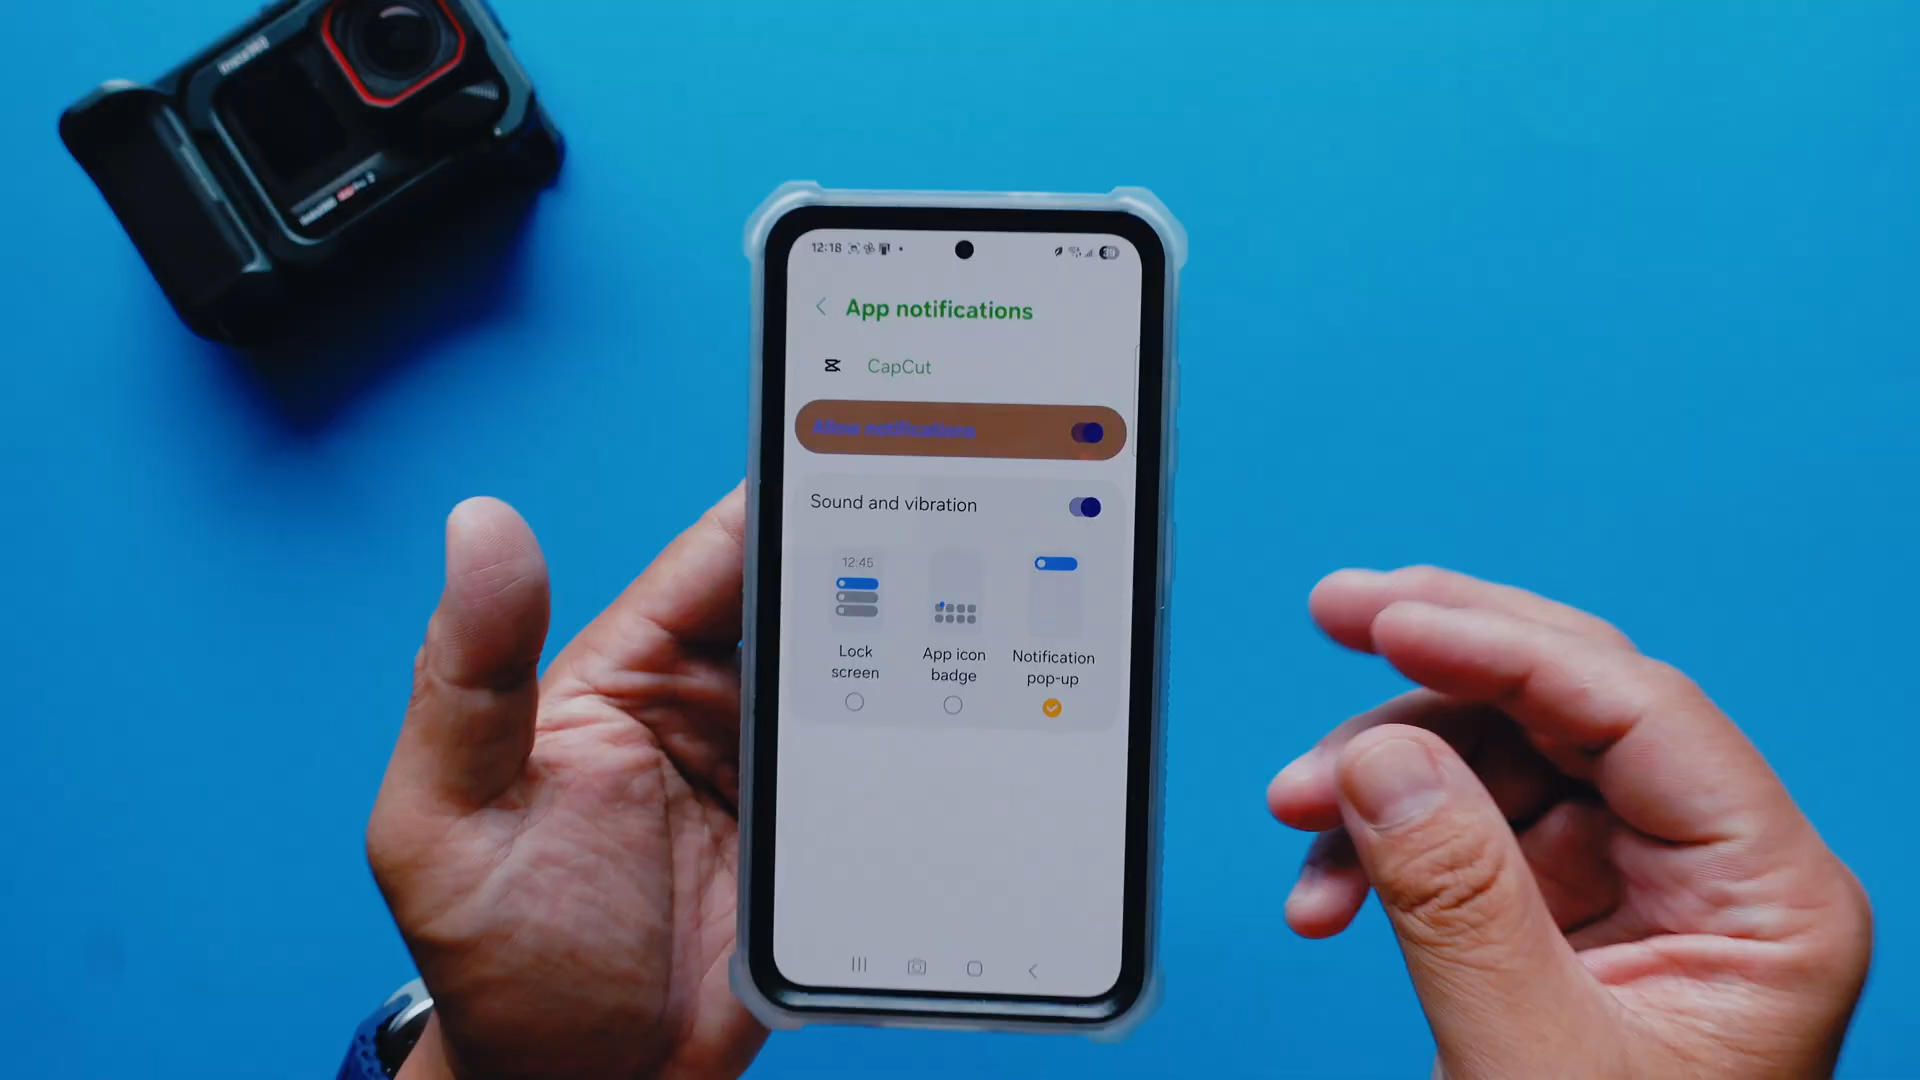 Insta360
12:18
App notifications
CapCut
Allow notifications
Sound and vibration
12:45
Lock
screen
App icon
badge
Notification
pop-up